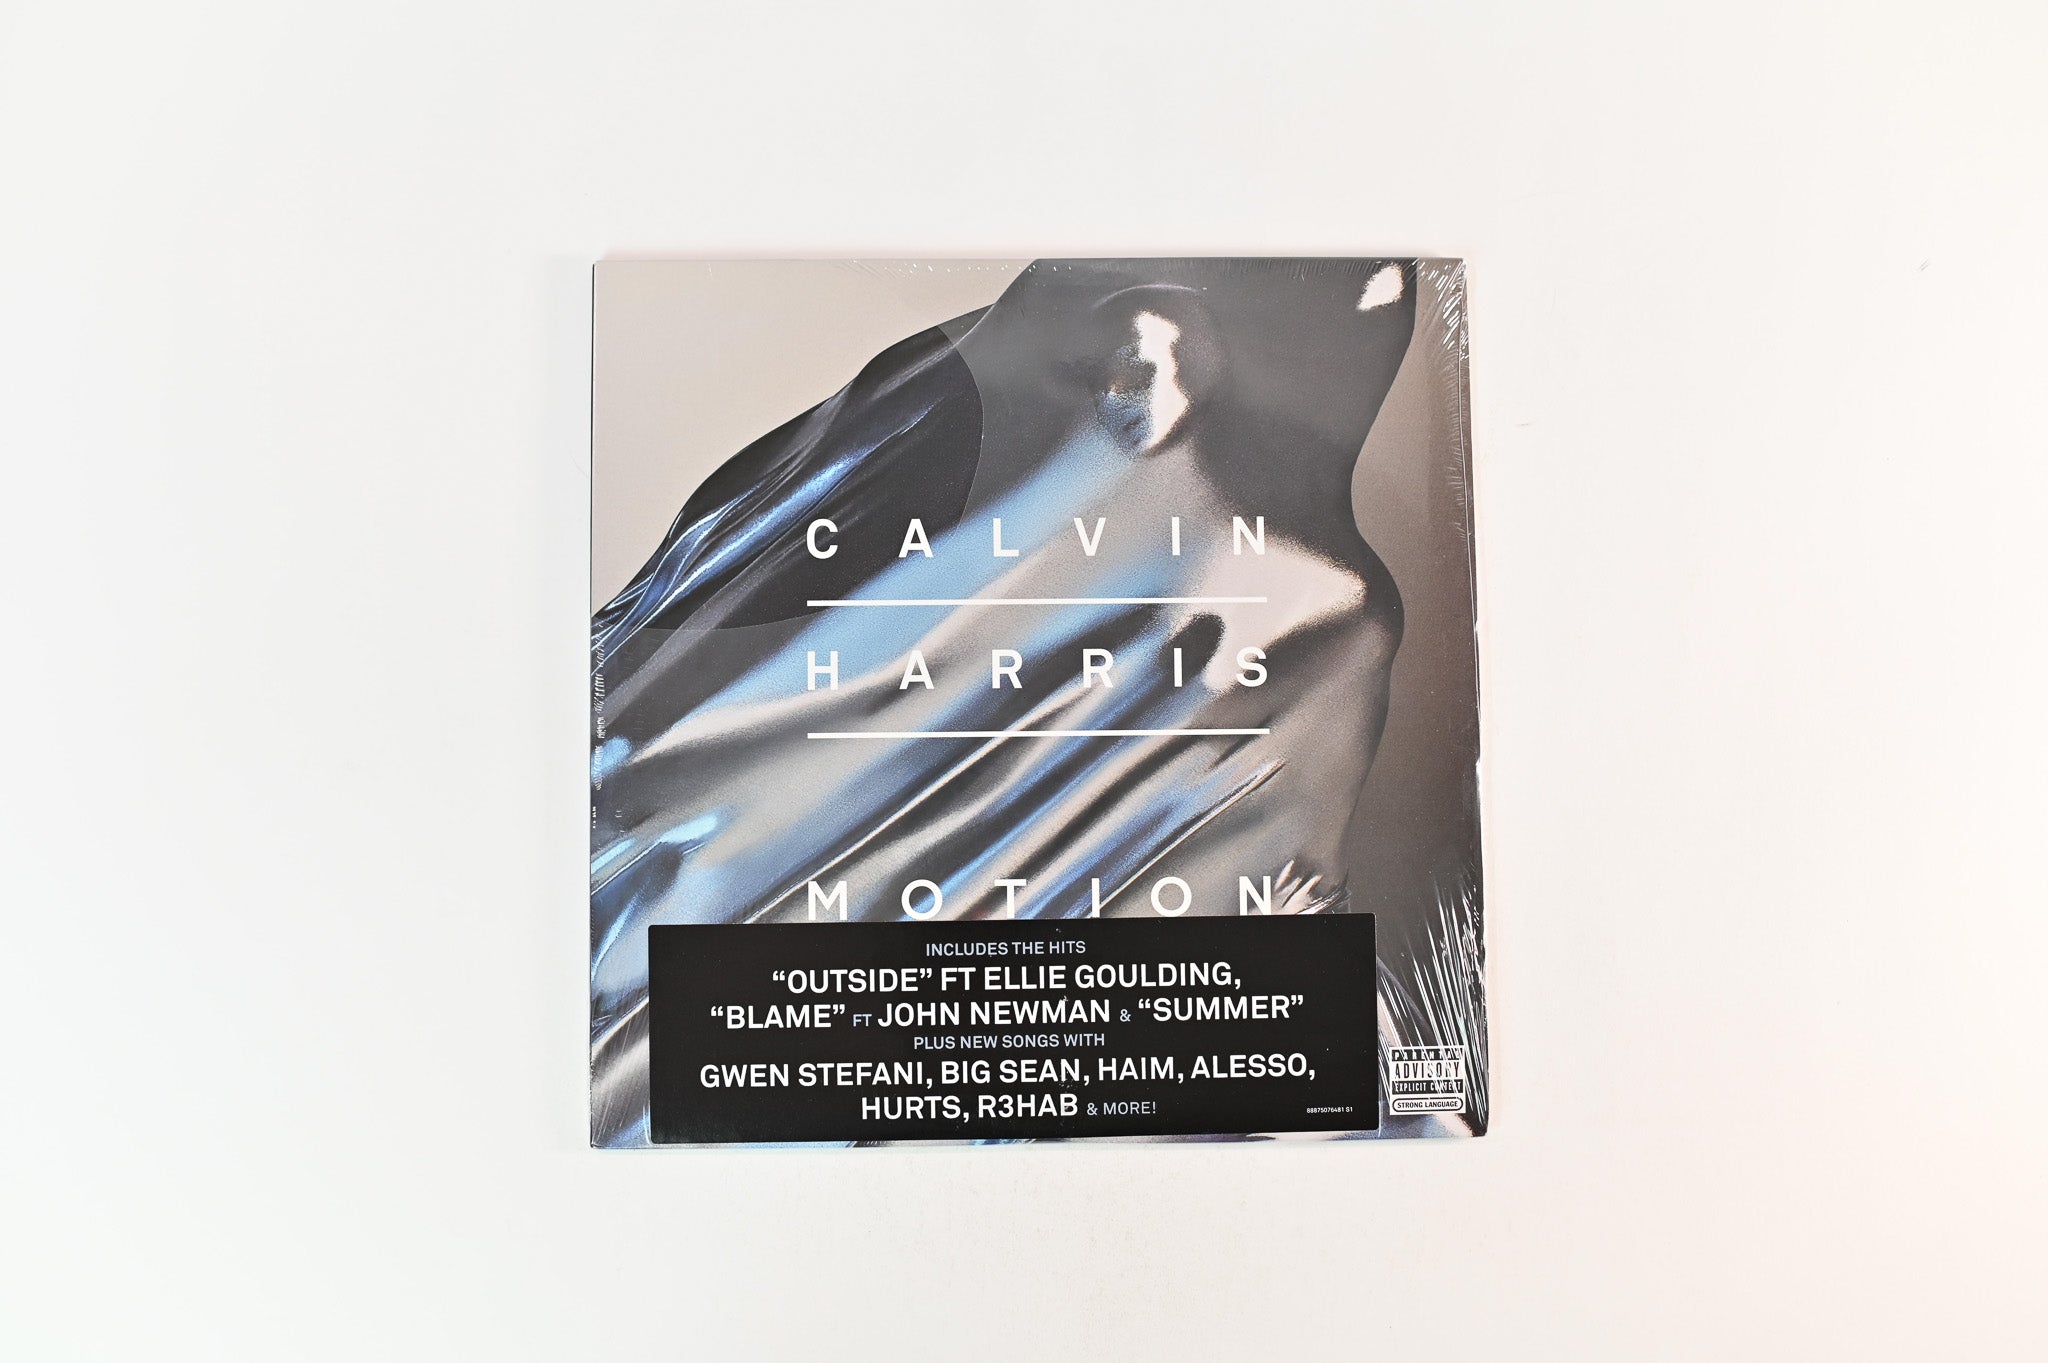 CALVIN
HARRIS
MOTION
INCLUDES THE HITS
“OUTSIDE” FT ELLIE GOULDING,
“BLAME” FT JOHN NEWMAN & “SUMMER”
PLUS NEW SONGS WITH
GWEN STEFANI, BIG SEAN, HAIM, ALESSO,
HURTS, R3HAB & MORE!
88875076481 S1
PARENTAL
ADVISORY
EXPLICIT CONTENT
STRONG LANGUAGE